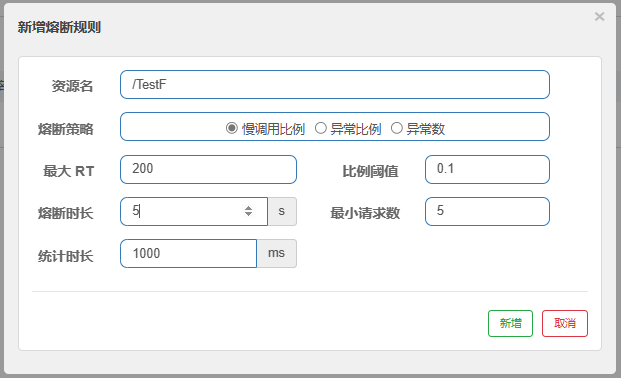 新增熔断规则 ×
资源名 /TestF
熔断策略 慢调用比例 异常比例 异常数
最大 RT 200 比例阈值 0.1
熔断时长 5 s 最小请求数 5
统计时长 1000 ms
新增 取消